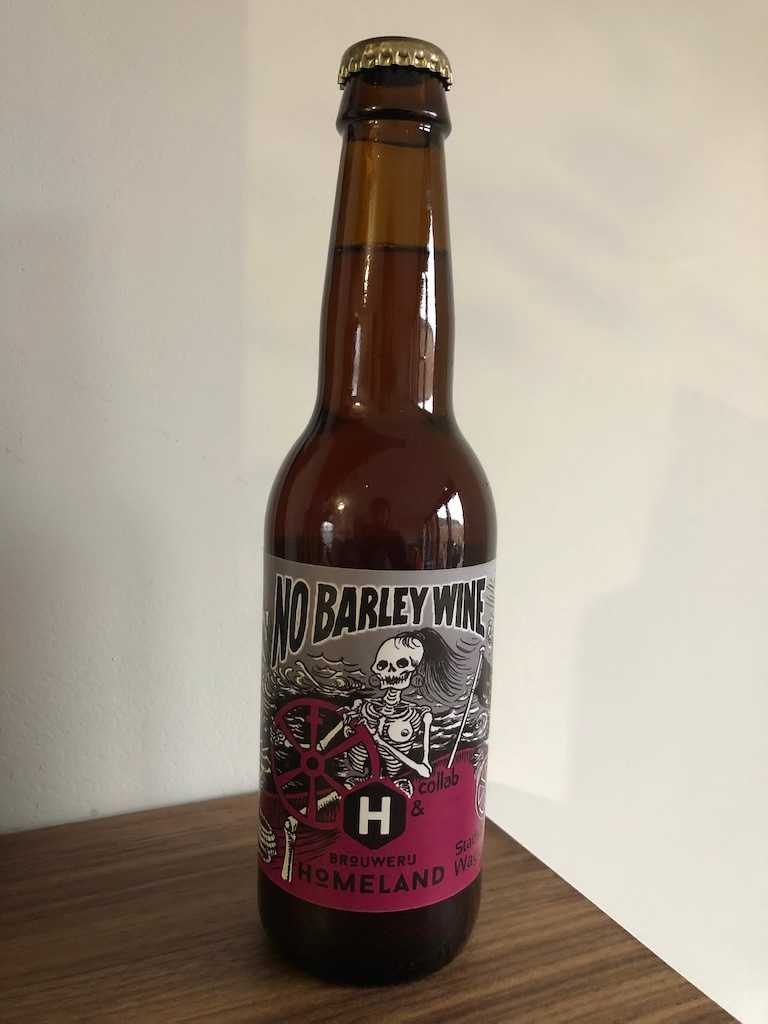 NO BARLEY WINE
collab
&
H
BROUWERIJ
HOMELAND